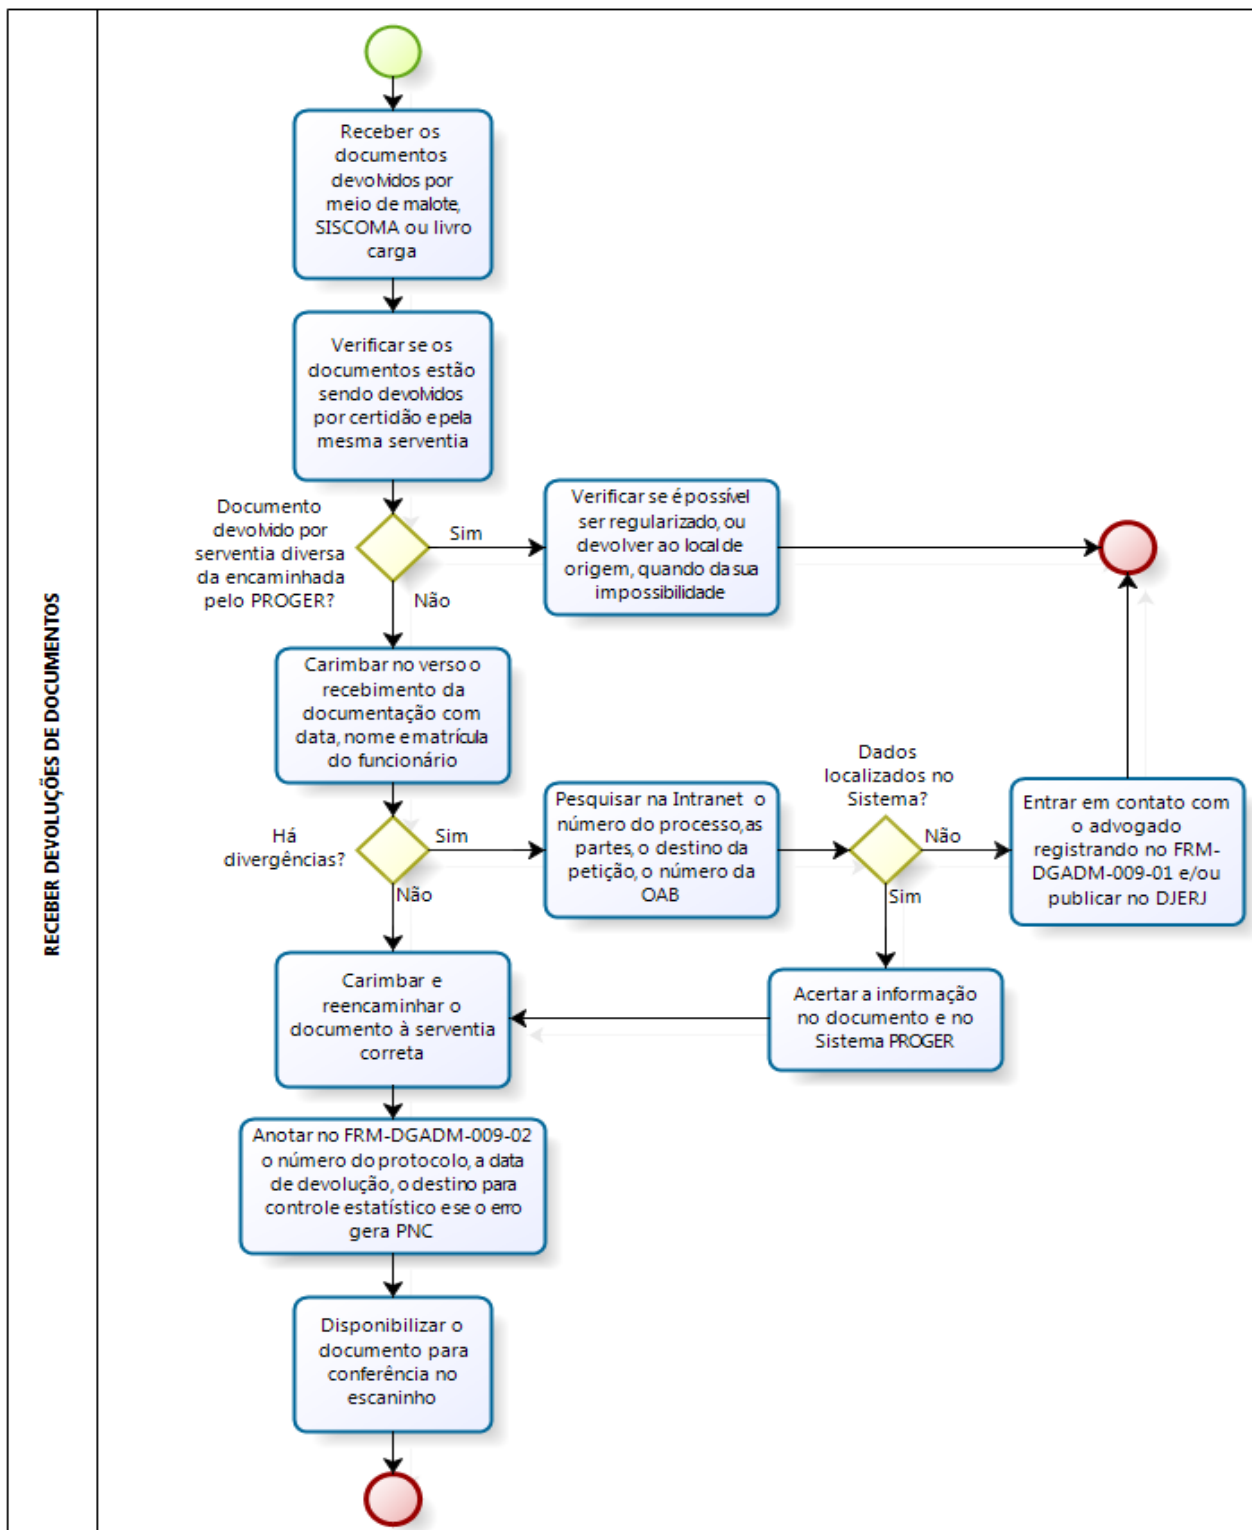 RECEBER DEVOLUÇÕES DE DOCUMENTOS
Receber os
documentos
devolvidos por
meio de malote,
SISCOMA ou livro
carga
Verificar se os
documentos estão
sendo devolvidos
por certidão e pela
mesma serventia
Documento
devolvido por
serventia diversa
da encaminhada
pelo PROGER?
Sim
Não
Verificar se é possível
ser regularizado, ou
devolver ao local de
origem, quando da sua
impossibilidade
Carimbar no verso o
recebimento da
documentação com
data, nome e matrícula
do funcionário
Há
divergências?
Sim
Não
Pesquisar na Intranet o
número do processo, as
partes, o destino da
petição, o número da
OAB
Dados
localizados no
Sistema?
Não
Sim
Entrar em contato com
o advogado
registrando no FRM-
DGADM-009-01 e/ou
publicar no DJERJ
Acertar a informação
no documento e no
Sistema PROGER
Carimbar e
reencaminhar o
documento à serventia
correta
Anotar no FRM-DGADM-009-02
o número do protocolo, a data
de devolução, o destino para
controle estatístico e se o erro
gera PNC
Disponibilizar o
documento para
conferência no
escaninho